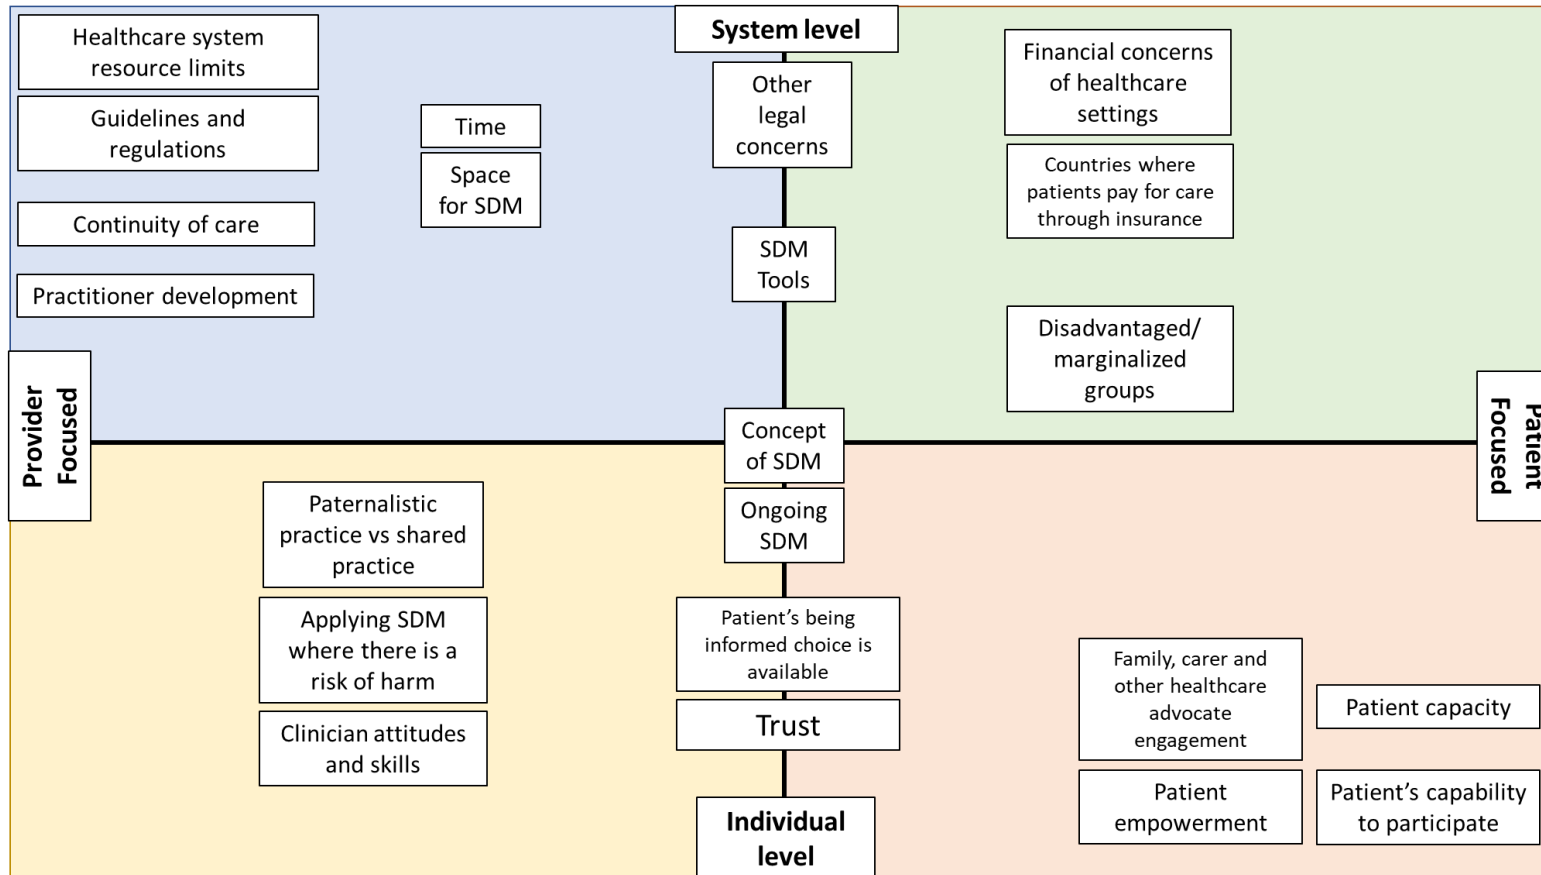 System level
Healthcare system
resource limits
Guidelines and
regulations
Continuity of care
Practitioner development
Time
Space
for SDM
Other
legal
concerns
SDM
Tools
Financial concerns
of healthcare
settings
Countries where
patients pay for care
through insurance
Disadvantaged/
marginalized
groups
Provider
Focused
Concept
of SDM
Patient
Focused
Ongoing
SDM
Paternalistic
practice vs shared
practice
Applying SDM
where there is a
risk of harm
Clinician attitudes
and skills
Patient’s being
informed choice is
available
Trust
Family, carer and
other healthcare
advocate
engagement
Patient capacity
Patient
empowerment
Patient’s capability
to participate
Individual
level